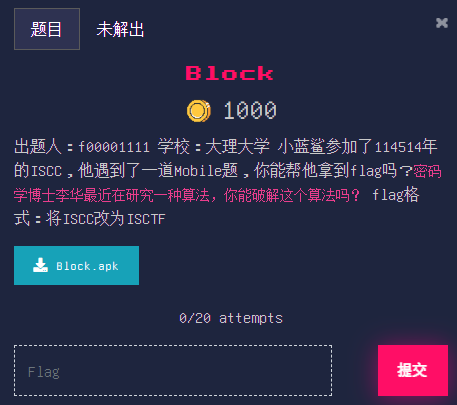 题目 未解出
Block
1000
出题人：f00001111 学校：大理大学 小蓝鲨参加了114514年
的ISCC，他遇到了一道Mobile题，你能帮他拿到flag吗？密码
学博士李华最近在研究一种算法，你能破解这个算法吗？ flag格
式：将ISCC改为ISCTF
Block.apk
0/20 attempts
Flag
提交